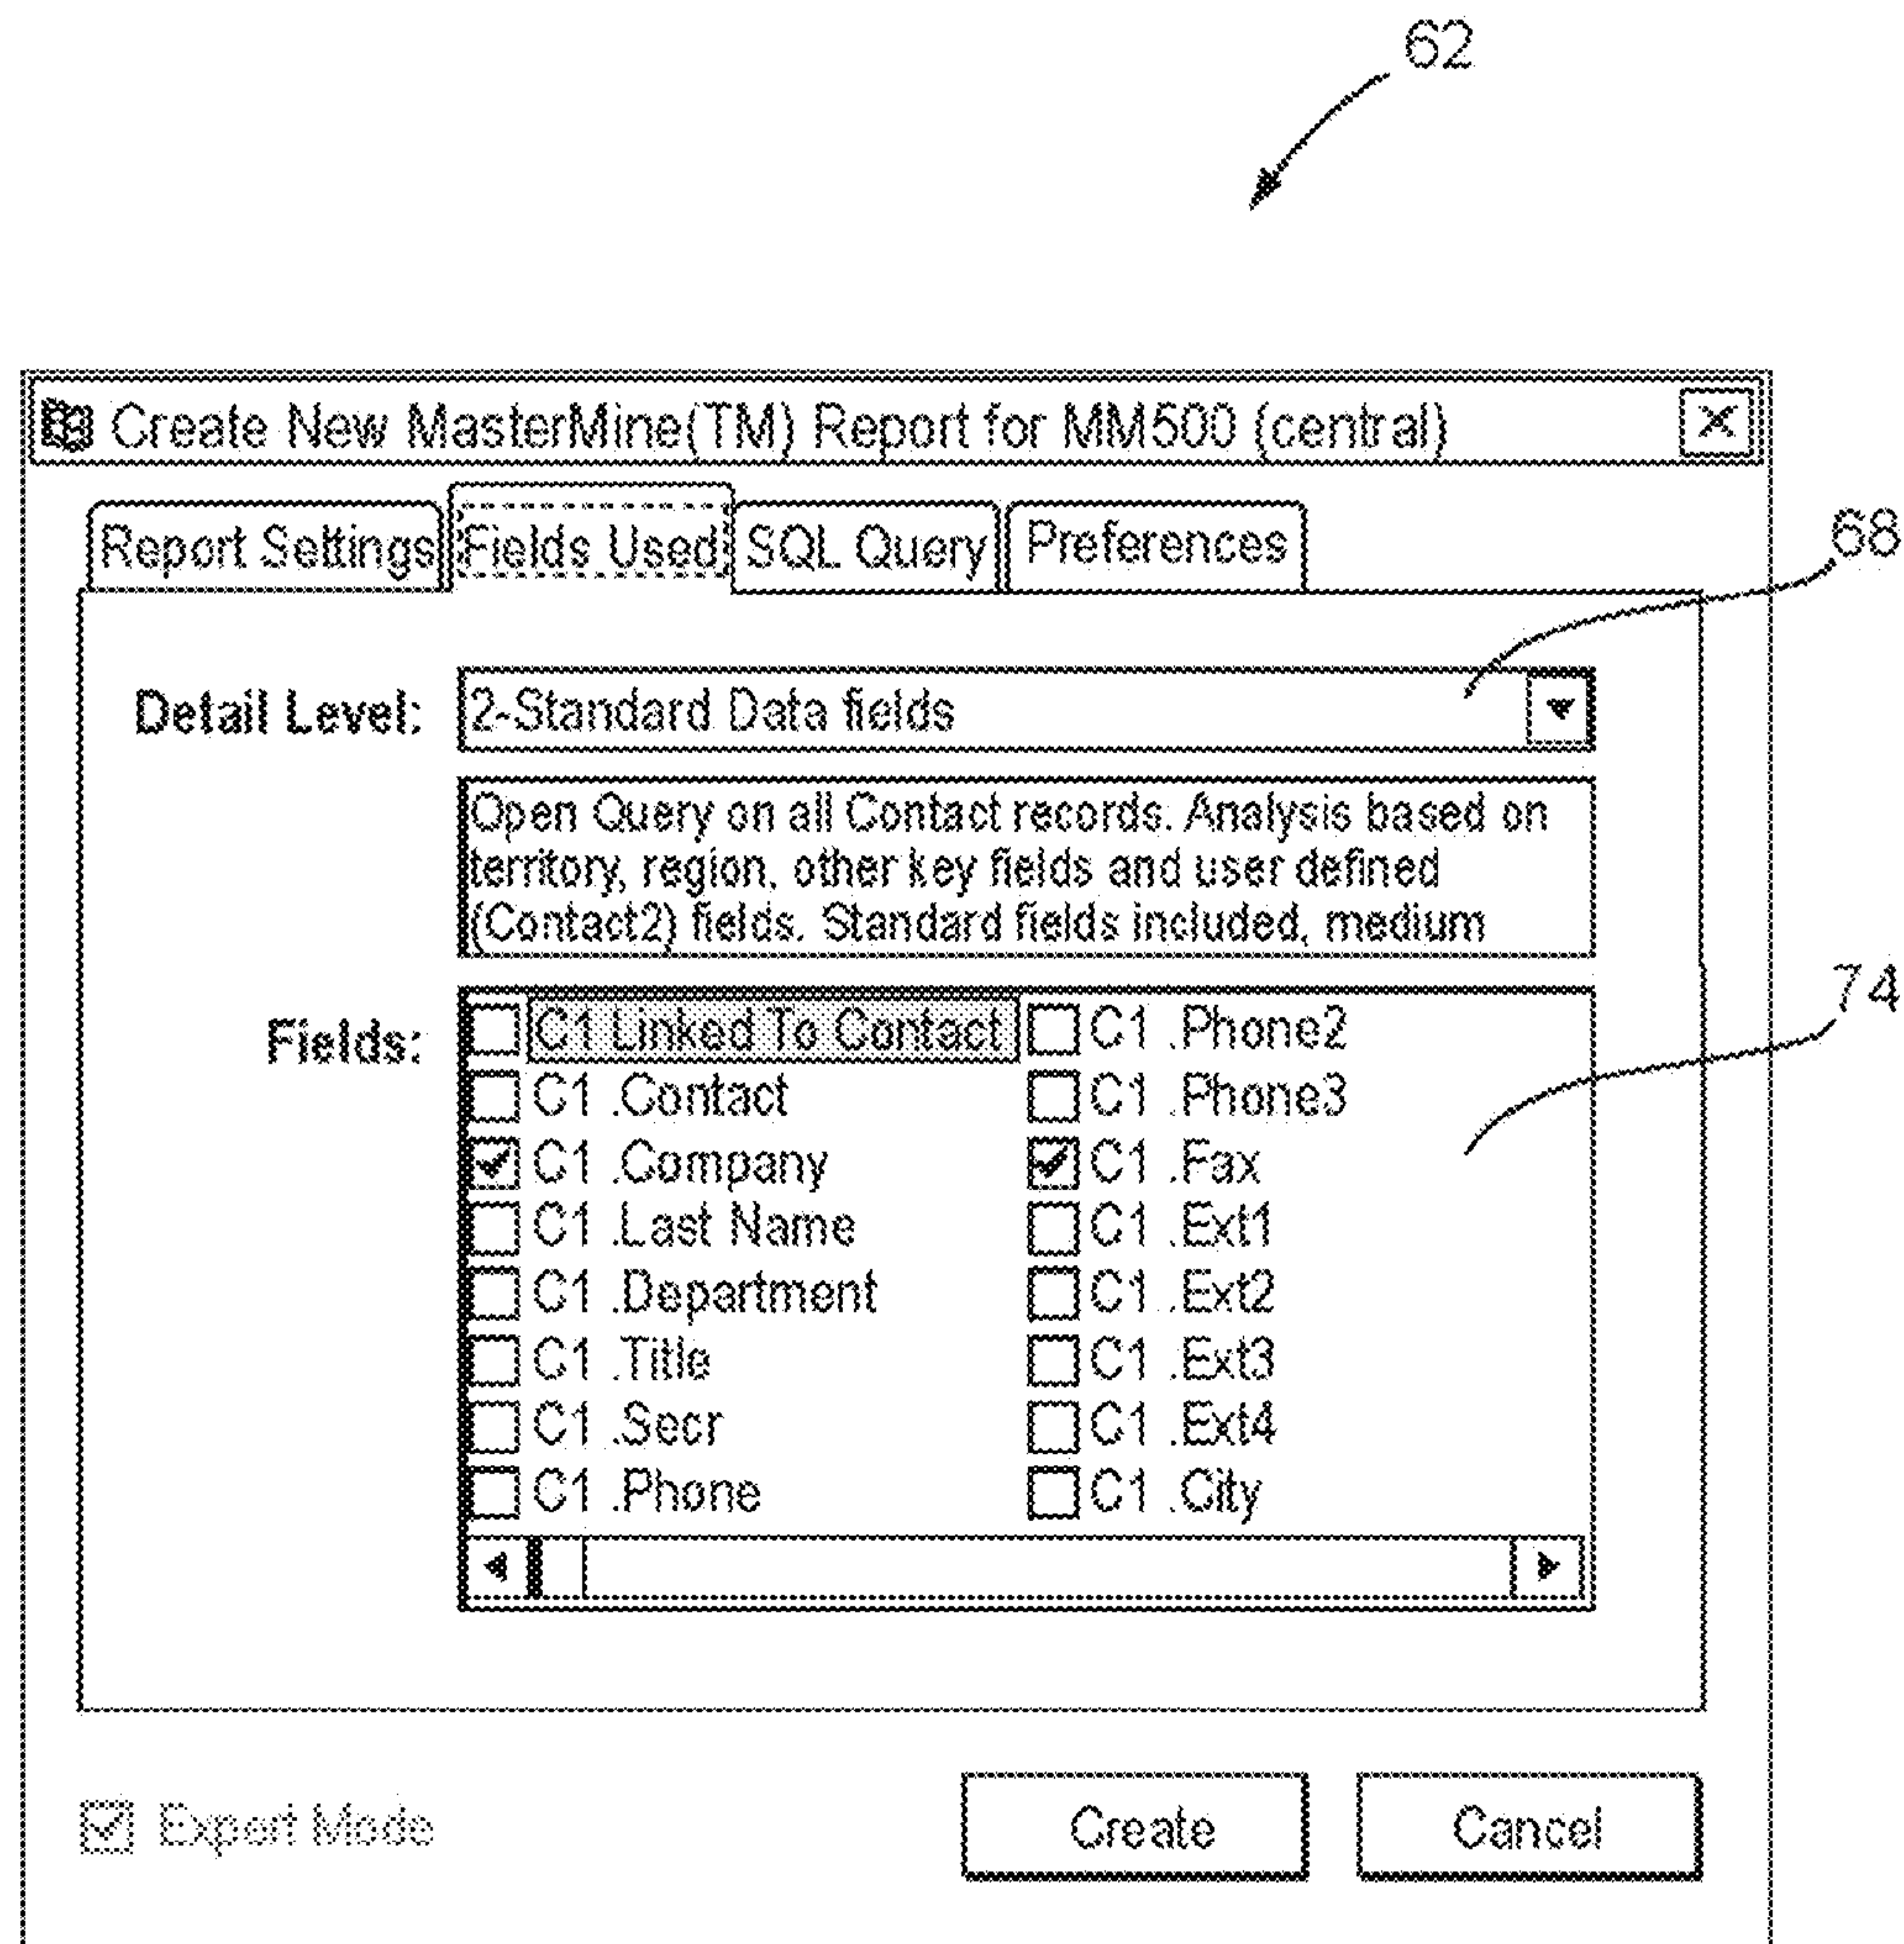 62
Create New MasterMine(TM) Report for MM500 (central)
Report Settings Fields Used SQL Query Preferences
68
Detail Level: 2-Standard Data fields
Open Query on all Contact records. Analysis based on
territory, region, other key fields and user defined
(Contact2) fields. Standard fields included, medium
74
Fields:
C1 Linked To Contact C1 .Phone2
C1 .Contact C1 .Phone3
C1 .Company C1 .Fax
C1 .Last Name C1 .Ext1
C1 .Department C1 .Ext2
C1 .Title C1 .Ext3
C1 .Secr C1 .Ext4
C1 .Phone C1 .City
Expert Mode Create Cancel